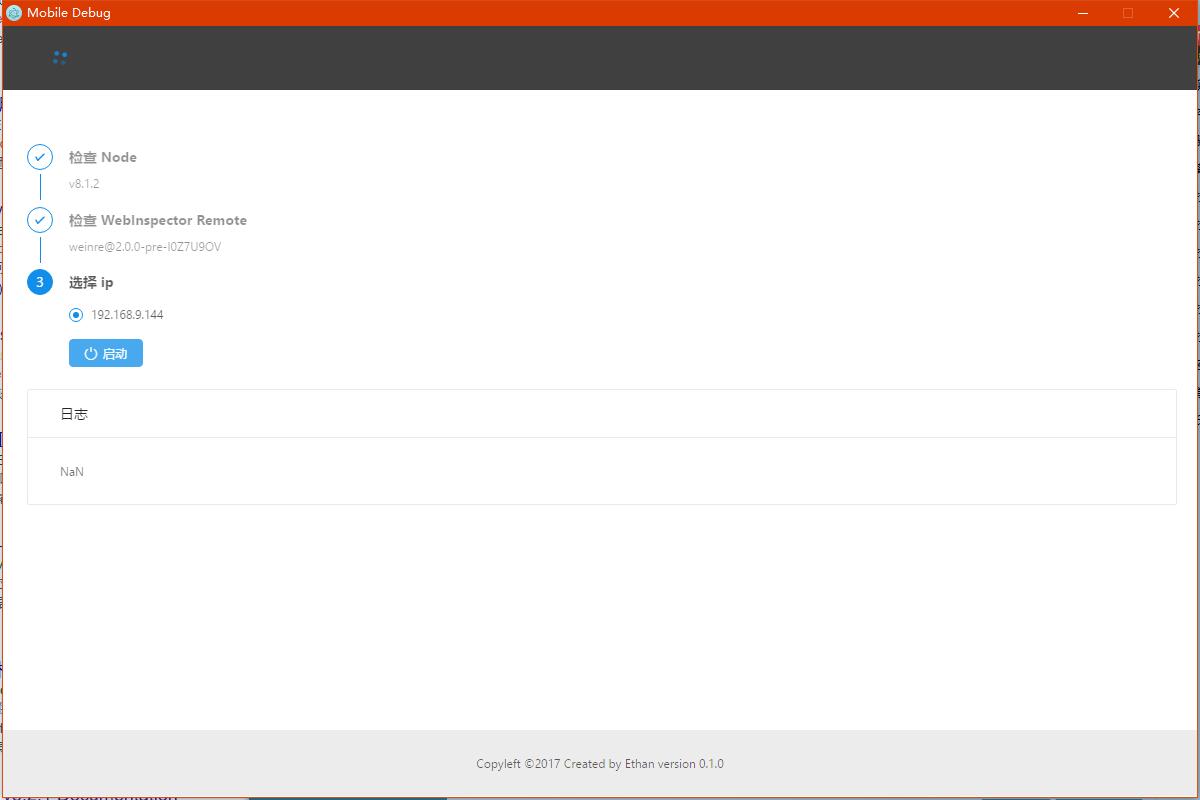 Mobile Debug
检查 Node
v8.1.2
检查 WebInspector Remote
weinre@2.0.0-pre-I0Z7U9OV
3
选择 ip
192.168.9.144
启动
日志
NaN
Copyleft ©2017 Created by Ethan version 0.1.0